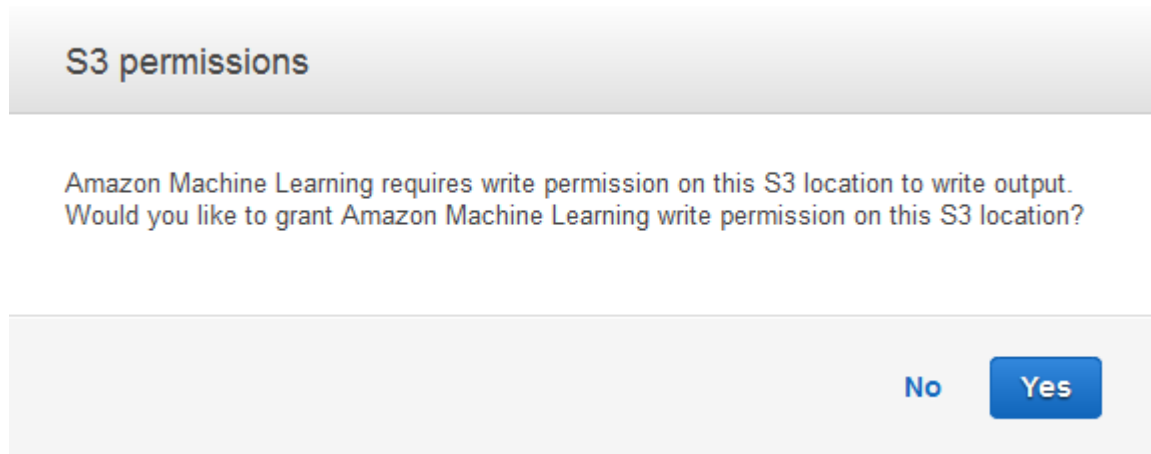 S3 permissions
Amazon Machine Learning requires write permission on this S3 location to write output.
Would you like to grant Amazon Machine Learning write permission on this S3 location?
No
Yes